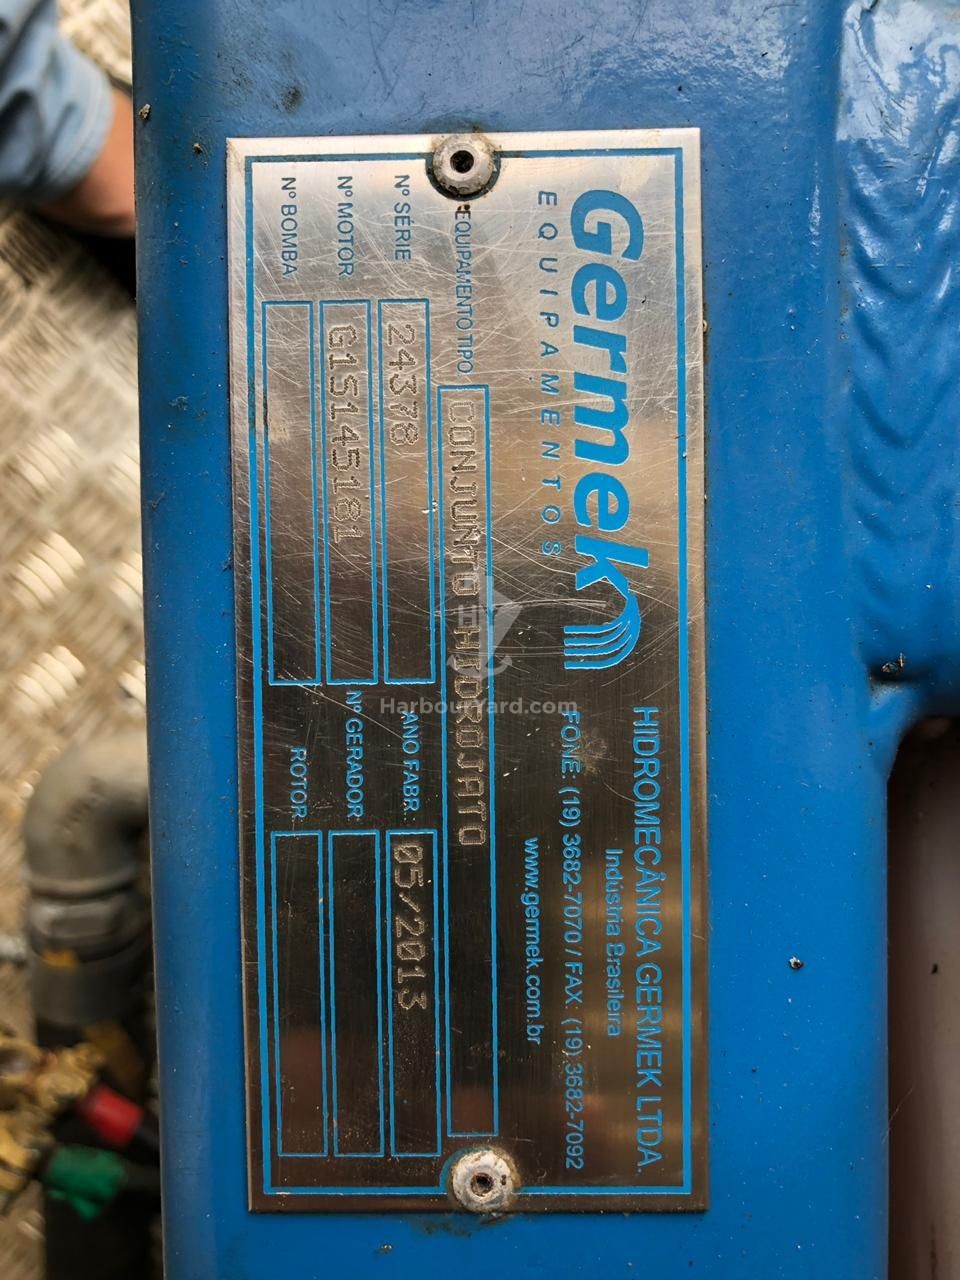 Germek
EQUIPAMENTOS
HIDROMECÂNICA GERMEK LTDA.
Indústria Brasileira
FONE: (19) 3682-7070 / FAX: (19) 3682-7092
www.germek.com.br
EQUIPAMENTO TIPO CONJUNTO HIDROJATO
Nº SÉRIE 24378 ANO FABR.: 05/2013
Nº MOTOR G1S145181 Nº GERADOR
Nº BOMBA ROTOR
HarbourYard.com